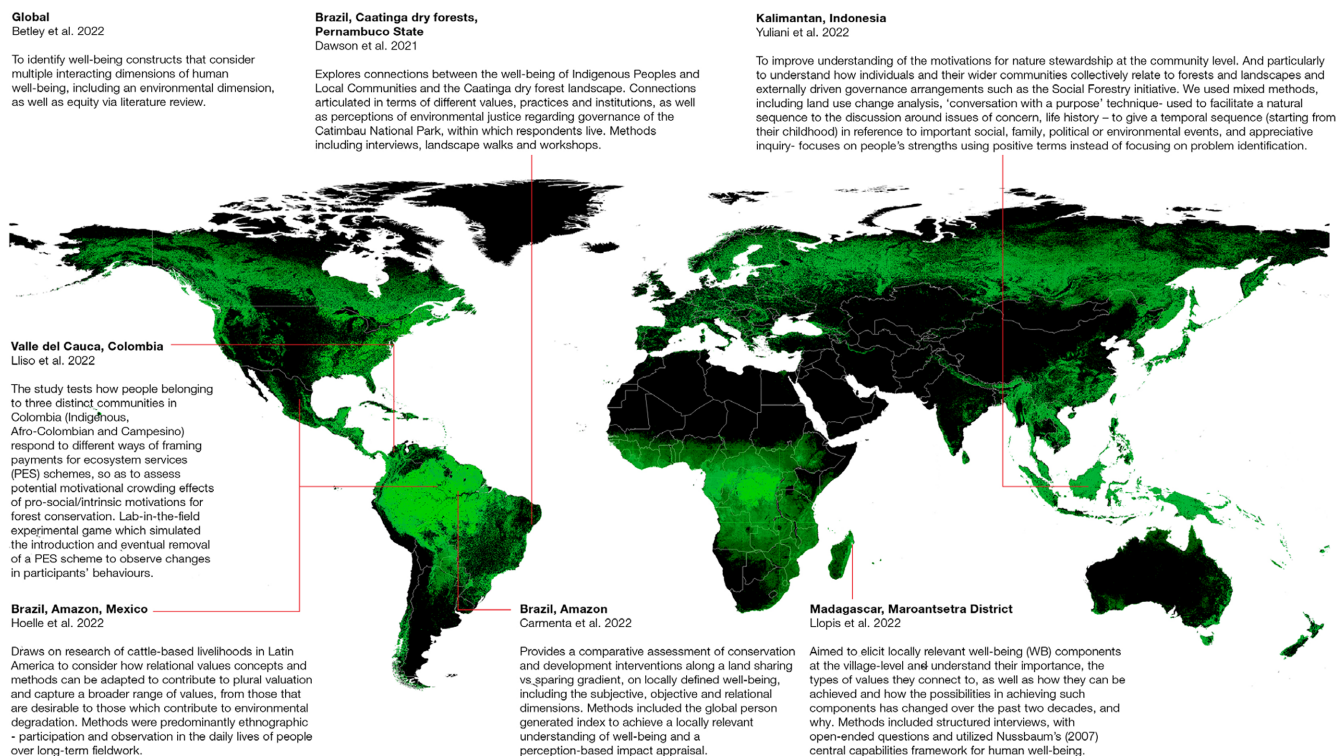 Global
Betley et al. 2022
To identify well-being constructs that consider
multiple interacting dimensions of human
well-being, including an environmental dimension,
as well as equity via literature review.
Brazil, Caatinga dry forests,
Pernambuco State
Dawson et al. 2021
Explores connections between the well-being of Indigenous Peoples and
Local Communities and the Caatinga dry forest landscape. Connections
articulated in terms of different values, practices and institutions, as well
as perceptions of environmental justice regarding governance of the
Catimbau National Park, within which respondents live. Methods
including interviews, landscape walks and workshops.
Kalimantan, Indonesia
Yuliani et al. 2022
To improve understanding of the motivations for nature stewardship at the community level. And particularly
to understand how individuals and their wider communities collectively relate to forests and landscapes and
externally driven governance arrangements such as the Social Forestry initiative. We used mixed methods,
including land use change analysis, ‘conversation with a purpose’ technique- used to facilitate a natural
sequence to the discussion around issues of concern, life history – to give a temporal sequence (starting from
their childhood) in reference to important social, family, political or environmental events, and appreciative
inquiry- focuses on people’s strengths using positive terms instead of focusing on problem identification.
Valle del Cauca, Colombia
Lliso et al. 2022
The study tests how people belonging
to three distinct communities in
Colombia (Indigenous,
Afro-Colombian and Campesino)
respond to different ways of framing
payments for ecosystem services
(PES) schemes, so as to assess
potential motivational crowding effects
of pro-social/intrinsic motivations for
forest conservation. Lab-in-the-field
experimental game which simulated
the introduction and eventual removal
of a PES scheme to observe changes
in participants’ behaviours.
Brazil, Amazon, Mexico
Hoelle et al. 2022
Draws on research of cattle-based livelihoods in Latin
America to consider how relational values concepts and
methods can be adapted to contribute to plural valuation
and capture a broader range of values, from those that
are desirable to those which contribute to environmental
degradation. Methods were predominantly ethnographic
- participation and observation in the daily lives of people
over long-term fieldwork.
Brazil, Amazon
Carmenta et al. 2022
Provides a comparative assessment of conservation
and development interventions along a land sharing
vs sparing gradient, on locally defined well-being,
including the subjective, objective and relational
dimensions. Methods included the global person
generated index to achieve a locally relevant
understanding of well-being and a
perception-based impact appraisal.
Madagascar, Maroantsetra District
Llopis et al. 2022
Aimed to elicit locally relevant well-being (WB) components
at the village-level and understand their importance, the
types of values they connect to, as well as how they can be
achieved and how the possibilities in achieving such
components has changed over the past two decades, and
why. Methods included structured interviews, with
open-ended questions and utilized Nussbaum’s (2007)
central capabilities framework for human well-being.